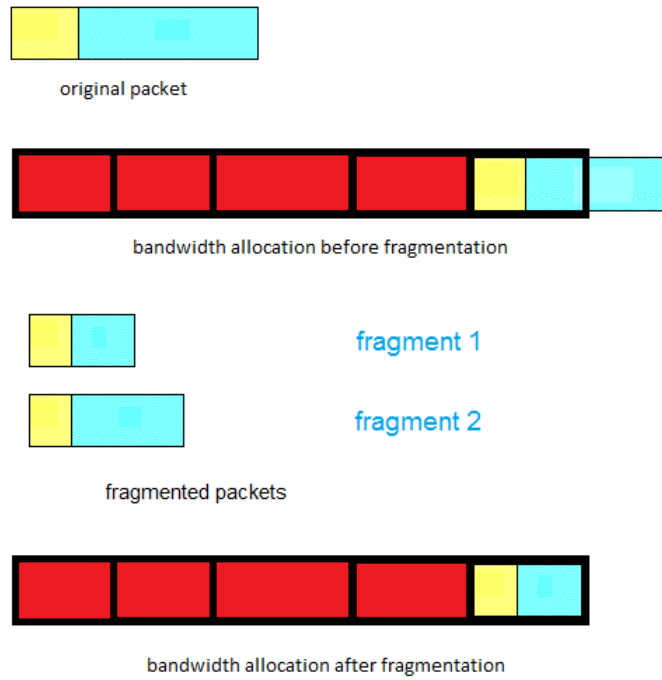 original packet
bandwidth allocation before fragmentation
fragment 1
fragment 2
fragmented packets
bandwidth allocation after fragmentation